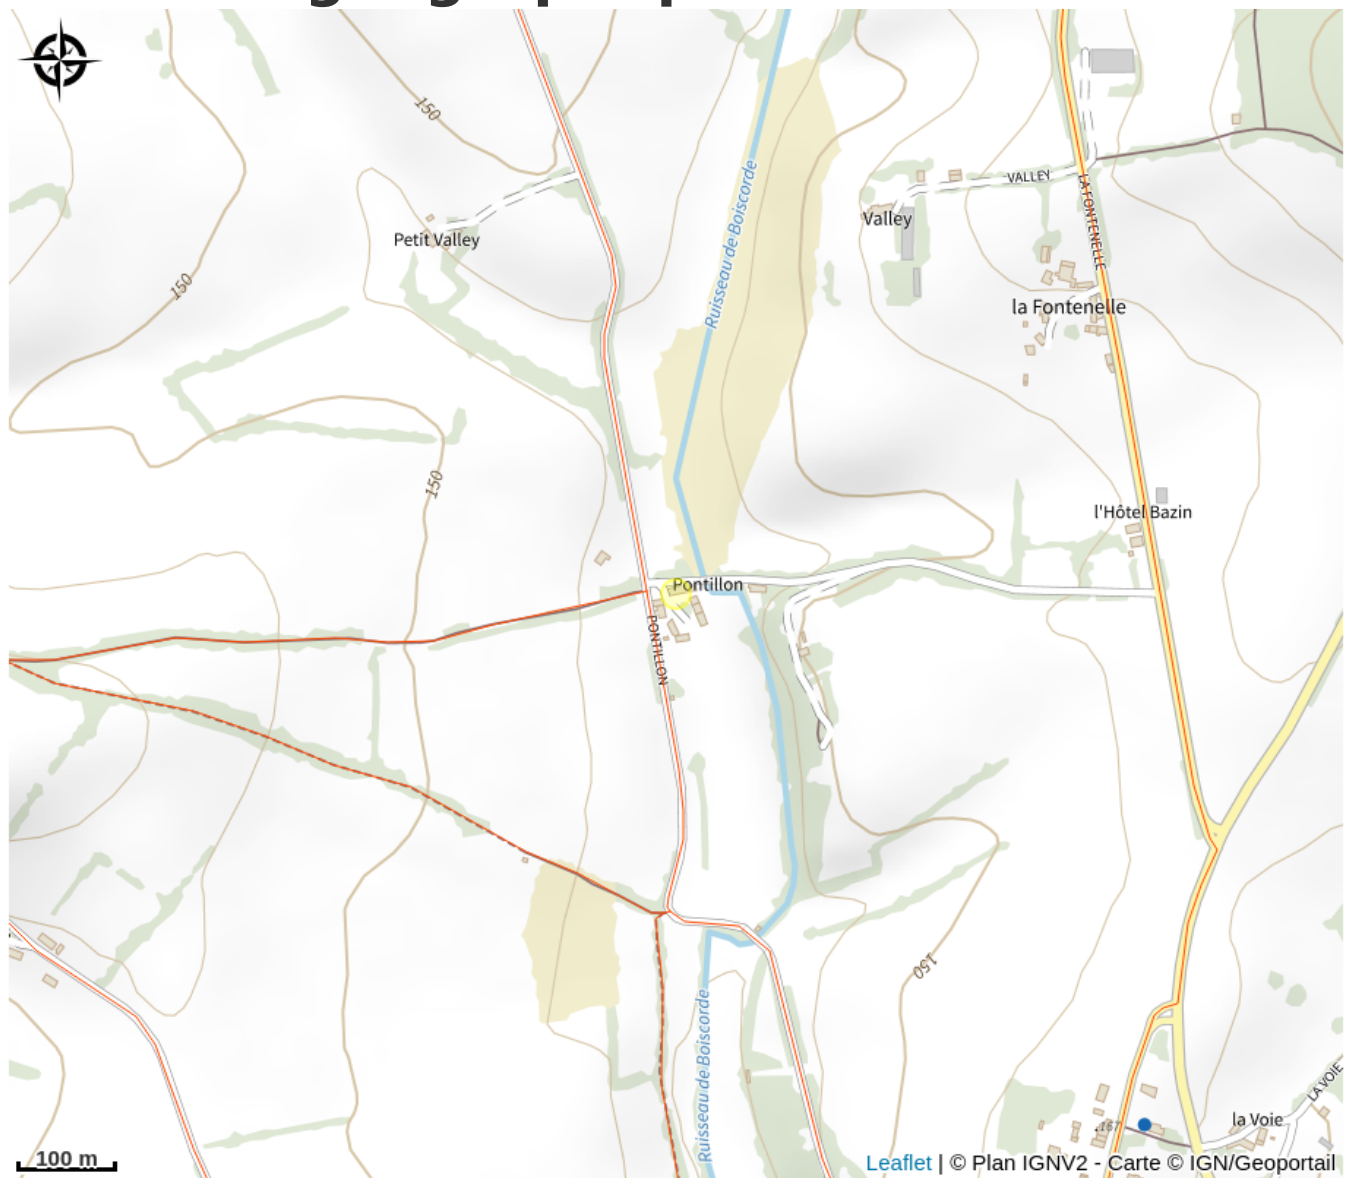 150
Ruisseau de Boiscorde
VALLEY
LA FONTENELLE
Valley
Petit Valley
150
la Fontenelle
150
l'Hôtel Bazin
Pontillon
PONTILLON
150
Ruisseau de Boiscorde
LA VOIE
la Voie
167
100 m
Leaflet | © Plan IGNV2 - Carte © IGN/Geoportail